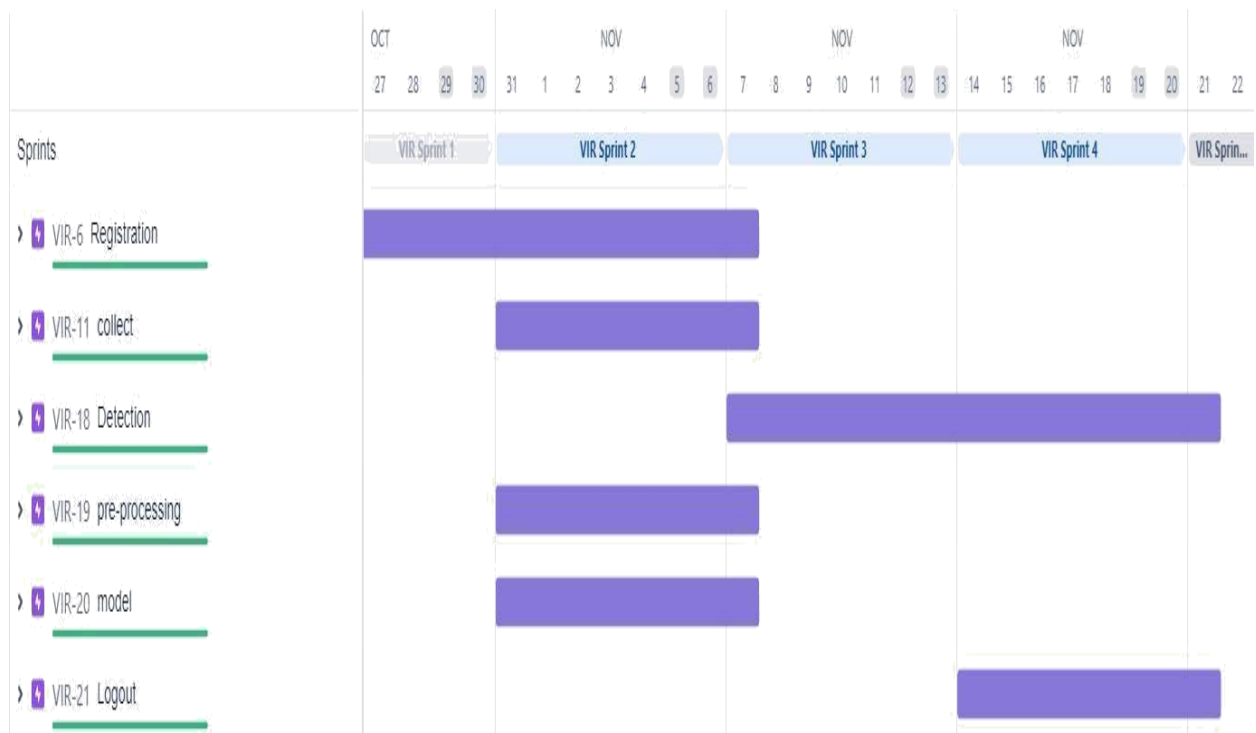 OCT NOV NOV NOV
27 28 29 30 31 1 2 3 4 5 6 7 8 9 10 11 12 13 14 15 16 17 18 19 20 21 22
Sprints VIR Sprint 1 VIR Sprint 2 VIR Sprint 3 VIR Sprint 4 VIR Sprin...
VIR-6 Registration
VIR-11 collect
VIR-18 Detection
VIR-19 pre-processing
VIR-20 model
VIR-21 Logout